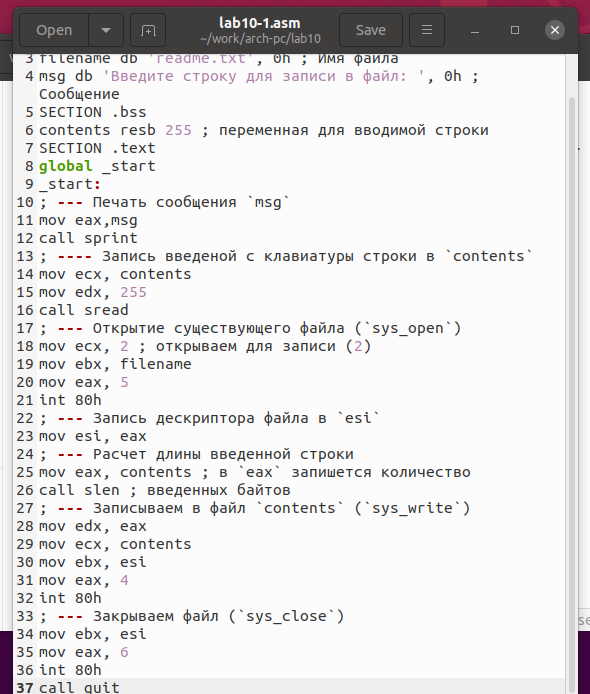 Open
lab10-1.asm
~/work/arch-pc/lab10
Save
3 filename db 'readme.txt', 0h ; Имя файла
4 msg db 'Введите строку для записи в файл: ', 0h ;
Сообщение
5 SECTION .bss
6 contents resb 255 ; переменная для вводимой строки
7 SECTION .text
8 global _start
9 _start:
10 ; --- Печать сообщения `msg`
11 mov eax,msg
12 call sprint
13 ; ---- Запись введеной с клавиатуры строки в `contents`
14 mov ecx, contents
15 mov edx, 255
16 call sread
17 ; --- Открытие существующего файла (`sys_open`)
18 mov ecx, 2 ; открываем для записи (2)
19 mov ebx, filename
20 mov eax, 5
21 int 80h
22 ; --- Запись дескриптора файла в `esi`
23 mov esi, eax
24 ; --- Расчет длины введенной строки
25 mov eax, contents ; в `eax` запишется количество
26 call slen ; введенных байтов
27 ; --- Записываем в файл `contents` (`sys_write`)
28 mov edx, eax
29 mov ecx, contents
30 mov ebx, esi
31 mov eax, 4
32 int 80h
33 ; --- Закрываем файл (`sys_close`)
34 mov ebx, esi
35 mov eax, 6
36 int 80h
37 call quit